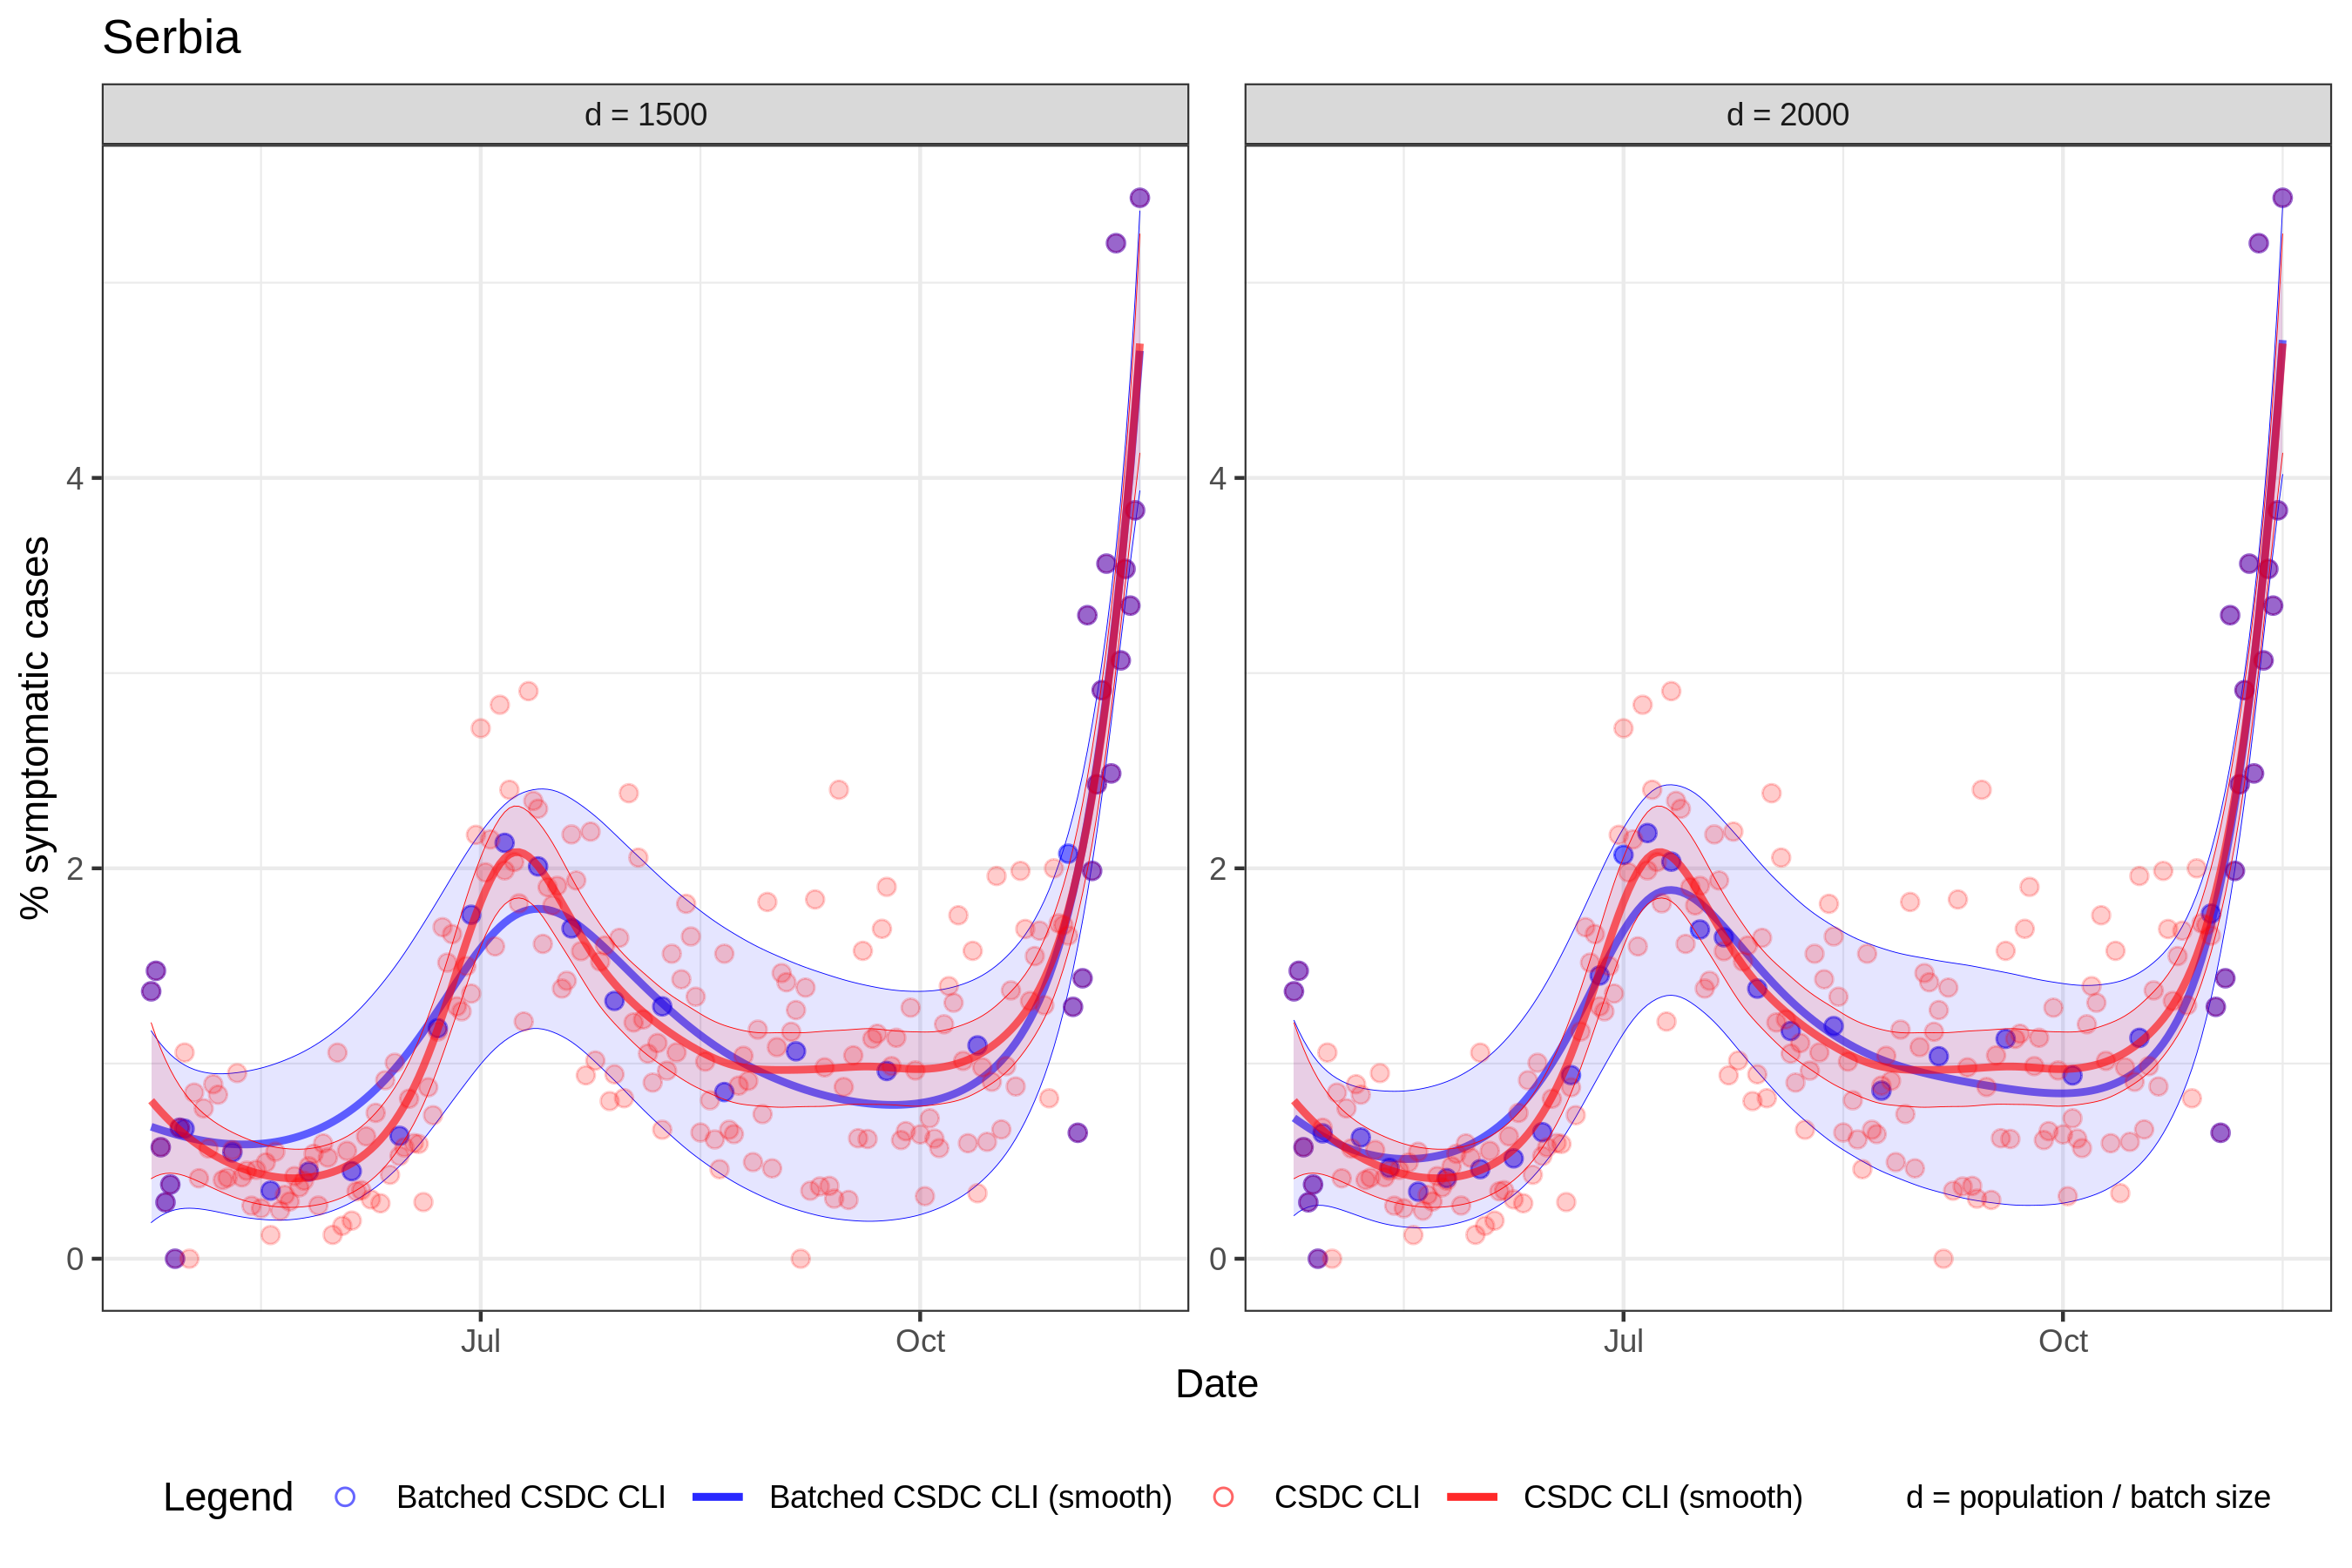 Serbia
d = 1500
d = 2000
% symptomatic cases
4
2
0
4
2
0
Jul
Oct
Jul
Oct
Date
Legend
Batched CSDC CLI
Batched CSDC CLI (smooth)
CSDC CLI
CSDC CLI (smooth)
d = population / batch size